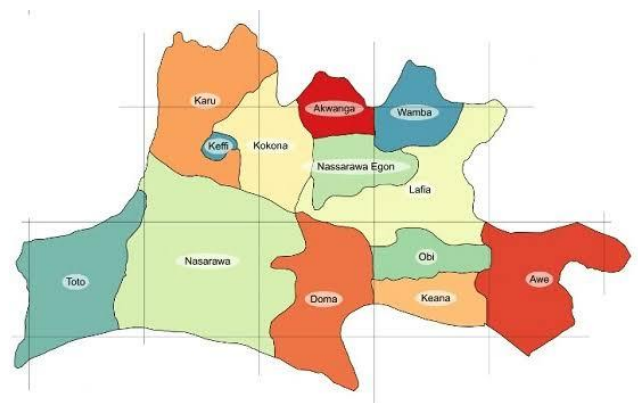 Karu
Akwanga
Wamba
Keffi
Kokona
Nassarawa Egon
Lafia
Toto
Nasarawa
Obi
Awe
Doma
Keana